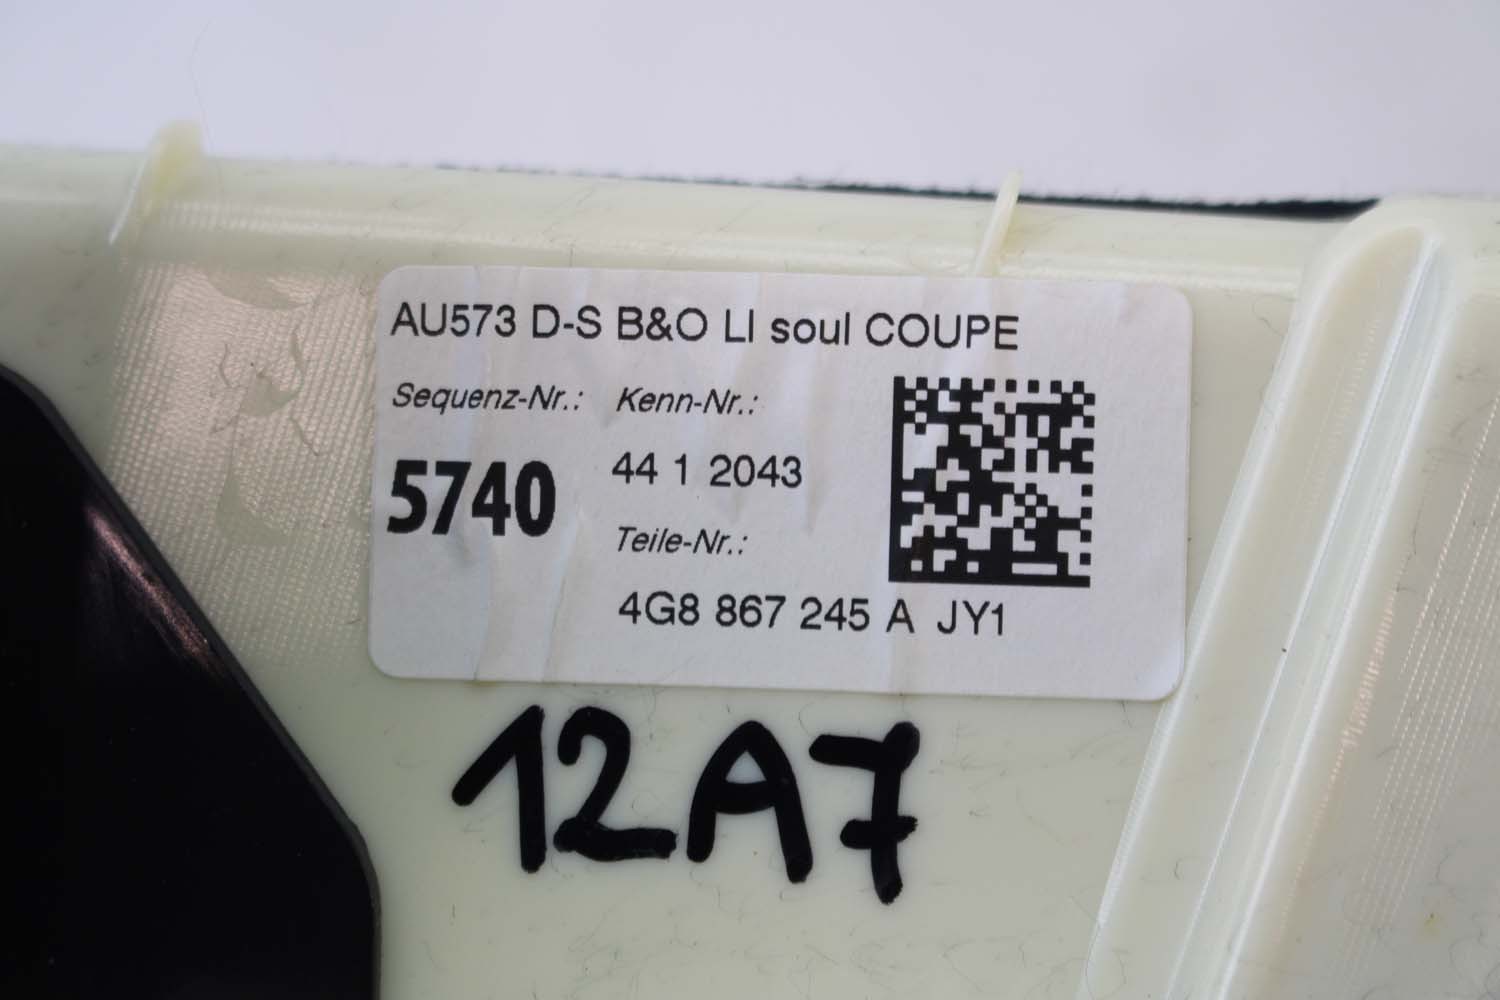 AU573 D-S B&O LI soul COUPE
Sequenz-Nr.: Kenn-Nr.:
5740 44 1 2043
Teile-Nr.:
4G8 867 245 A JY1
12A7